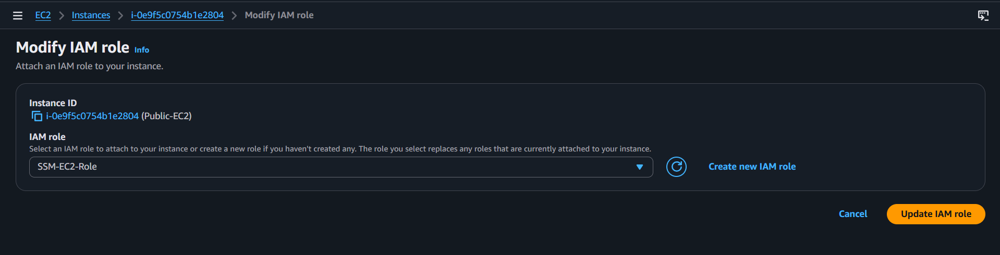 EC2 > Instances > i-0e9f5c0754b1e2804 > Modify IAM role
Modify IAM role Info
Attach an IAM role to your instance.
Instance ID
i-0e9f5c0754b1e2804 (Public-EC2)
IAM role
Select an IAM role to attach to your instance or create a new role if you haven't created any. The role you select replaces any roles that are currently attached to your instance.
SSM-EC2-Role
Create new IAM role
Cancel
Update IAM role